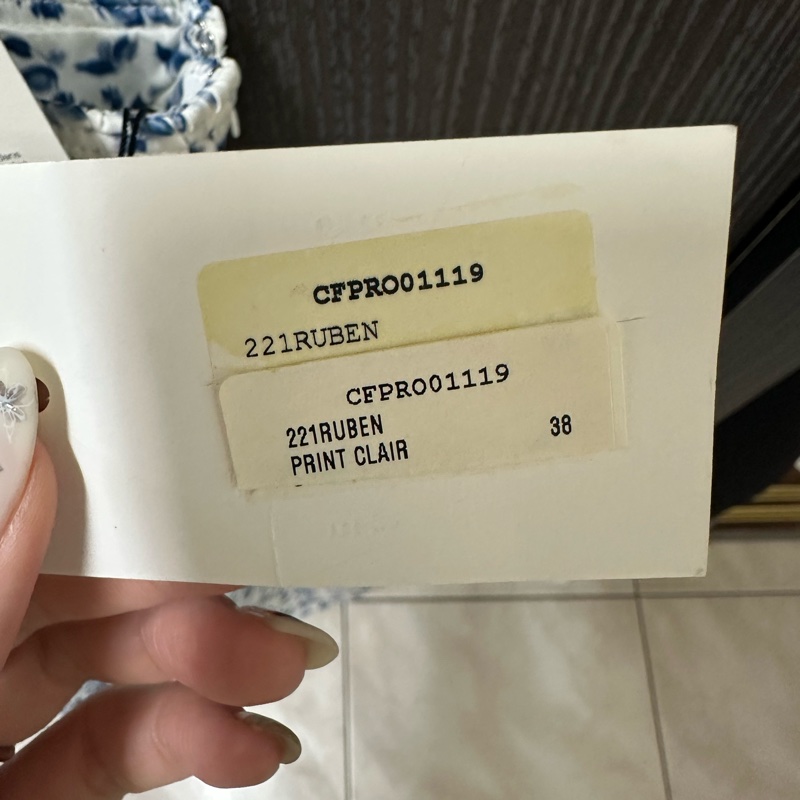 CFPRO01119
221RUBEN
CFPRO01119
221RUBEN 38
PRINT CLAIR